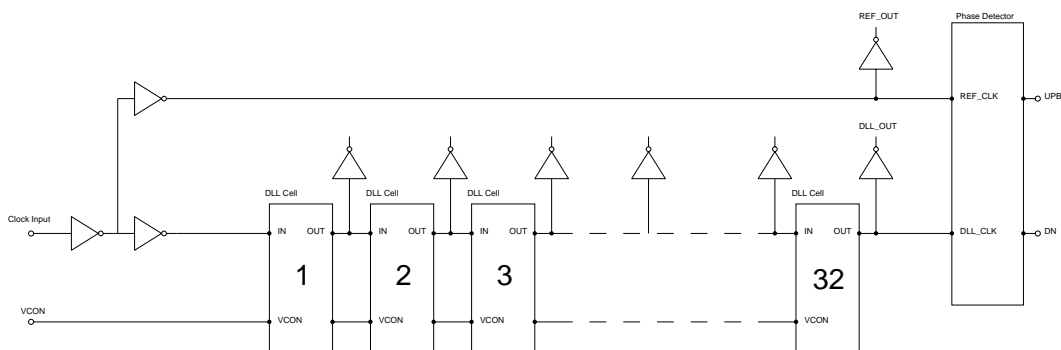 REF_OUT
Phase Detector
REF_CLK
UPB
DLL_OUT
DLL Cell
DLL Cell
DLL Cell
DLL Cell
Clock Input
IN
OUT
IN
OUT
IN
OUT
IN
OUT
DLL_CLK
DN
1
2
3
32
VCON
VCON
VCON
VCON
VCON